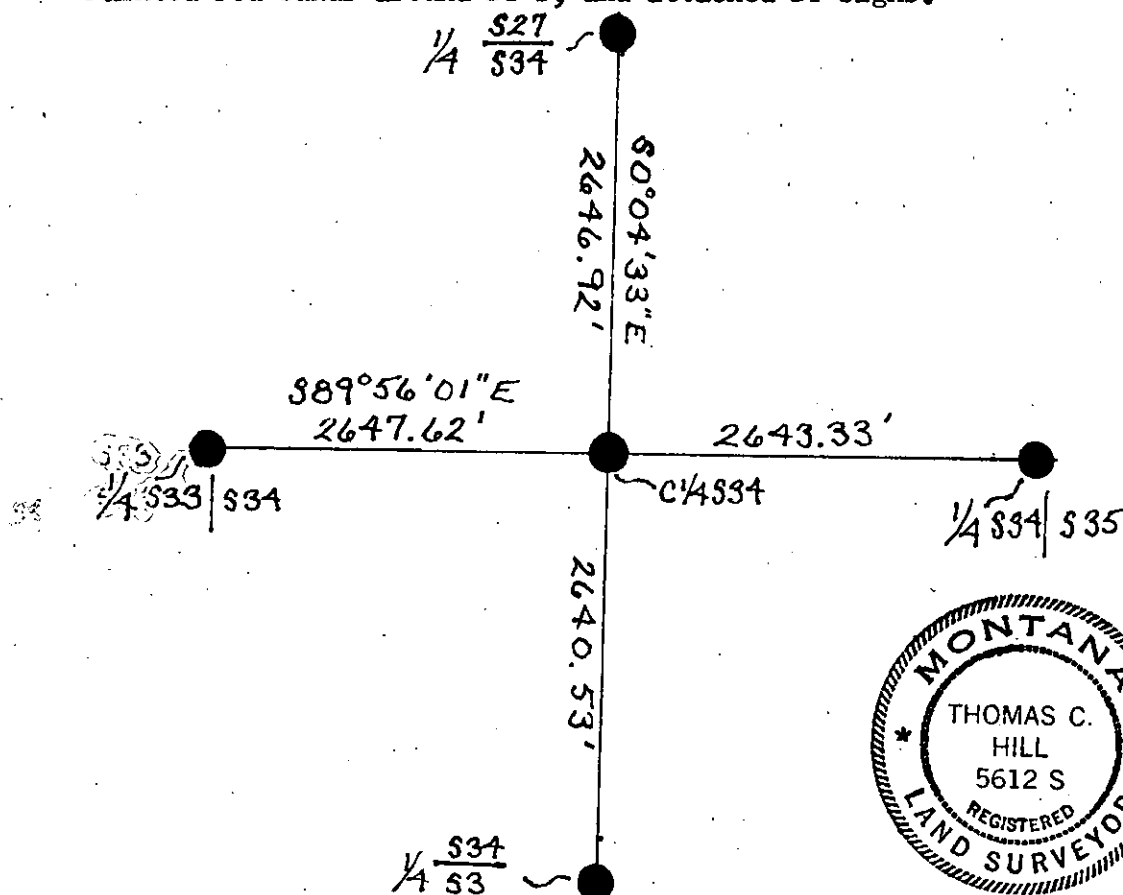 1/4 S27
S34
S0°04'33"E
2646.92'
S89°56'01"E
2647.62'
2643.33'
1/4 S33|S34
C1/4S34
1/4 S34|S35
2640.53'
MONTANA
THOMAS C.
HILL
5612 S
REGISTERED
* LAND SURVEYOR
1/4 S34
S3